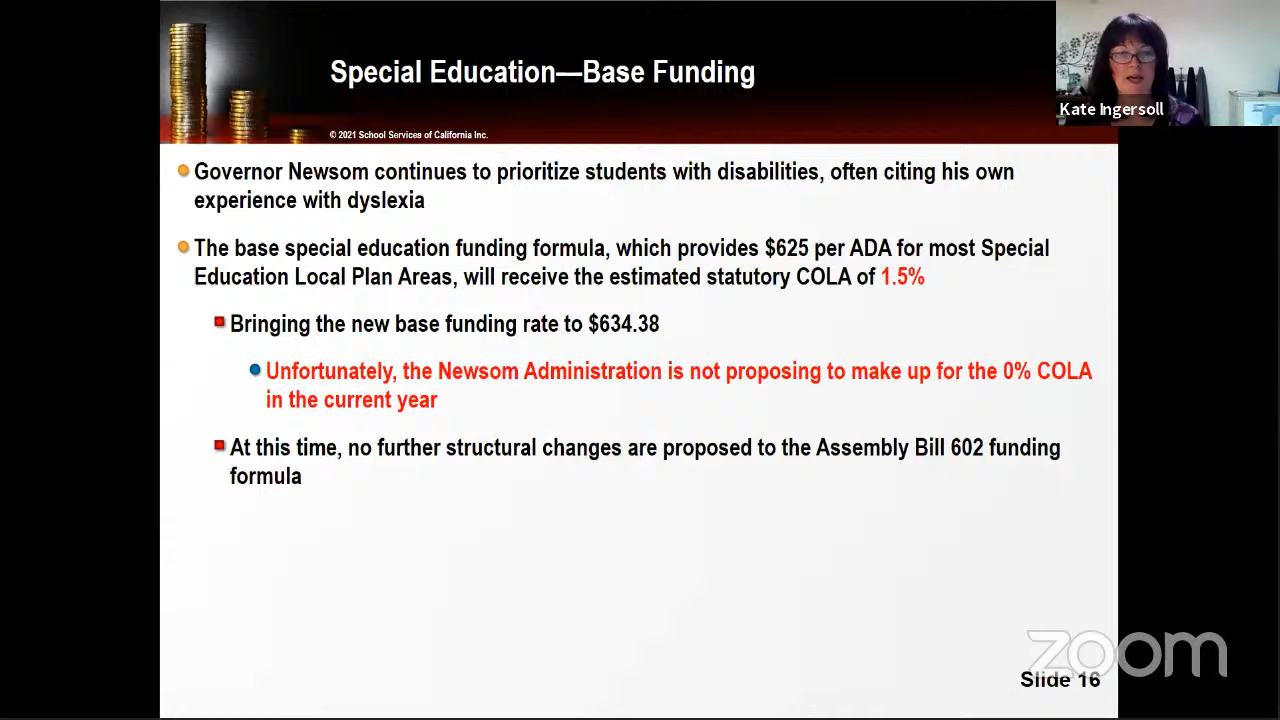 Special Education—Base Funding
© 2021 School Services of California Inc.
Kate Ingersoll
Governor Newsom continues to prioritize students with disabilities, often citing his own
experience with dyslexia
The base special education funding formula, which provides $625 per ADA for most Special
Education Local Plan Areas, will receive the estimated statutory COLA of 1.5%
Bringing the new base funding rate to $634.38
Unfortunately, the Newsom Administration is not proposing to make up for the 0% COLA
in the current year
At this time, no further structural changes are proposed to the Assembly Bill 602 funding
formula
zoom
Slide 16